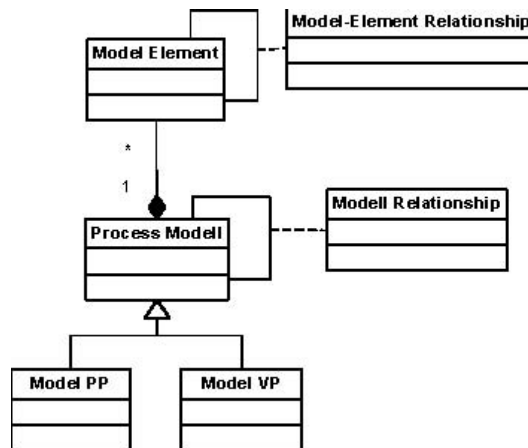 Model-Element Relationship
Model Element
*
1
Modell Relationship
Process Modell
Model PP
Model VP